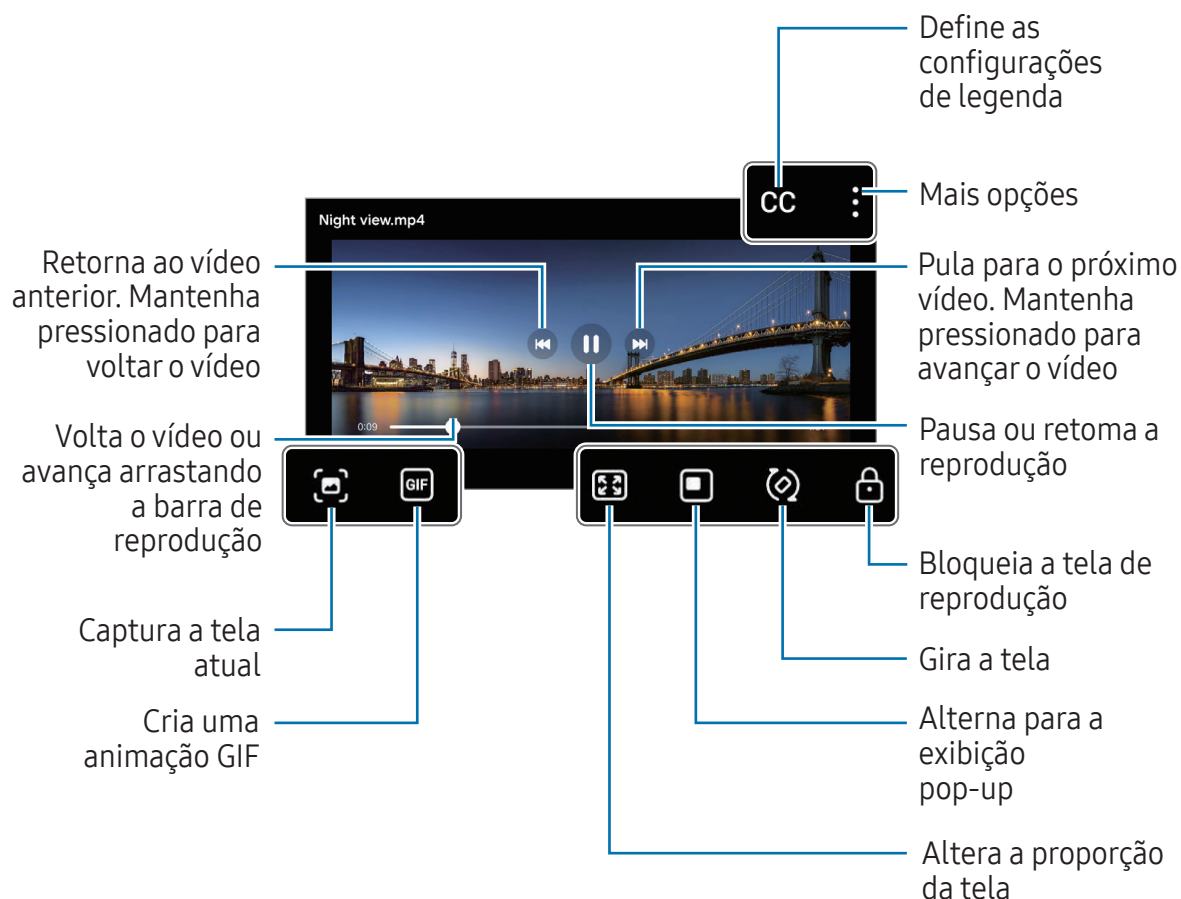 Define as
configurações
de legenda
CC
Mais opções
Night view.mp4
Retorna ao vídeo
anterior. Mantenha
pressionado para
voltar o vídeo
Pula para o próximo
vídeo. Mantenha
pressionado para
avançar o vídeo
0:09
Volta o vídeo ou
avança arrastando
a barra de
reprodução
Pausa ou retoma a
reprodução
GIF
Bloqueia a tela de
reprodução
Captura a tela
atual
Gira a tela
Cria uma
animação GIF
Alterna para a
exibição
pop-up
Altera a proporção
da tela